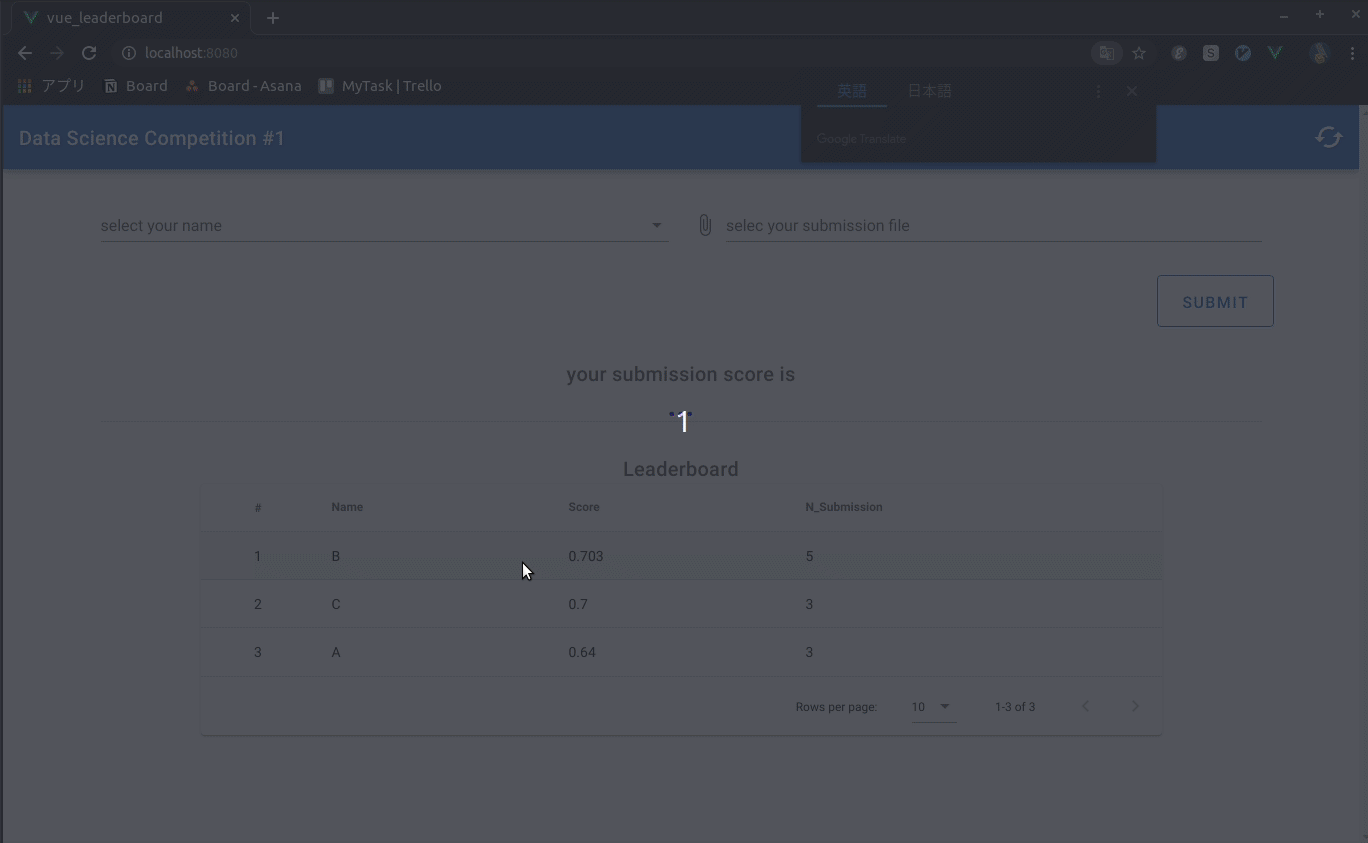 vue_leaderboard
localhost:8080
S
アプリ Board Board - Asana MyTask | Trello
英語 日本語
Google Translate
Data Science Competition #1
select your name selec your submission file
SUBMIT
your submission score is
1
Leaderboard
# Name Score N_Submission
1 B 0.703 5
2 C 0.7 3
3 A 0.64 3
Rows per page: 10 1-3 of 3